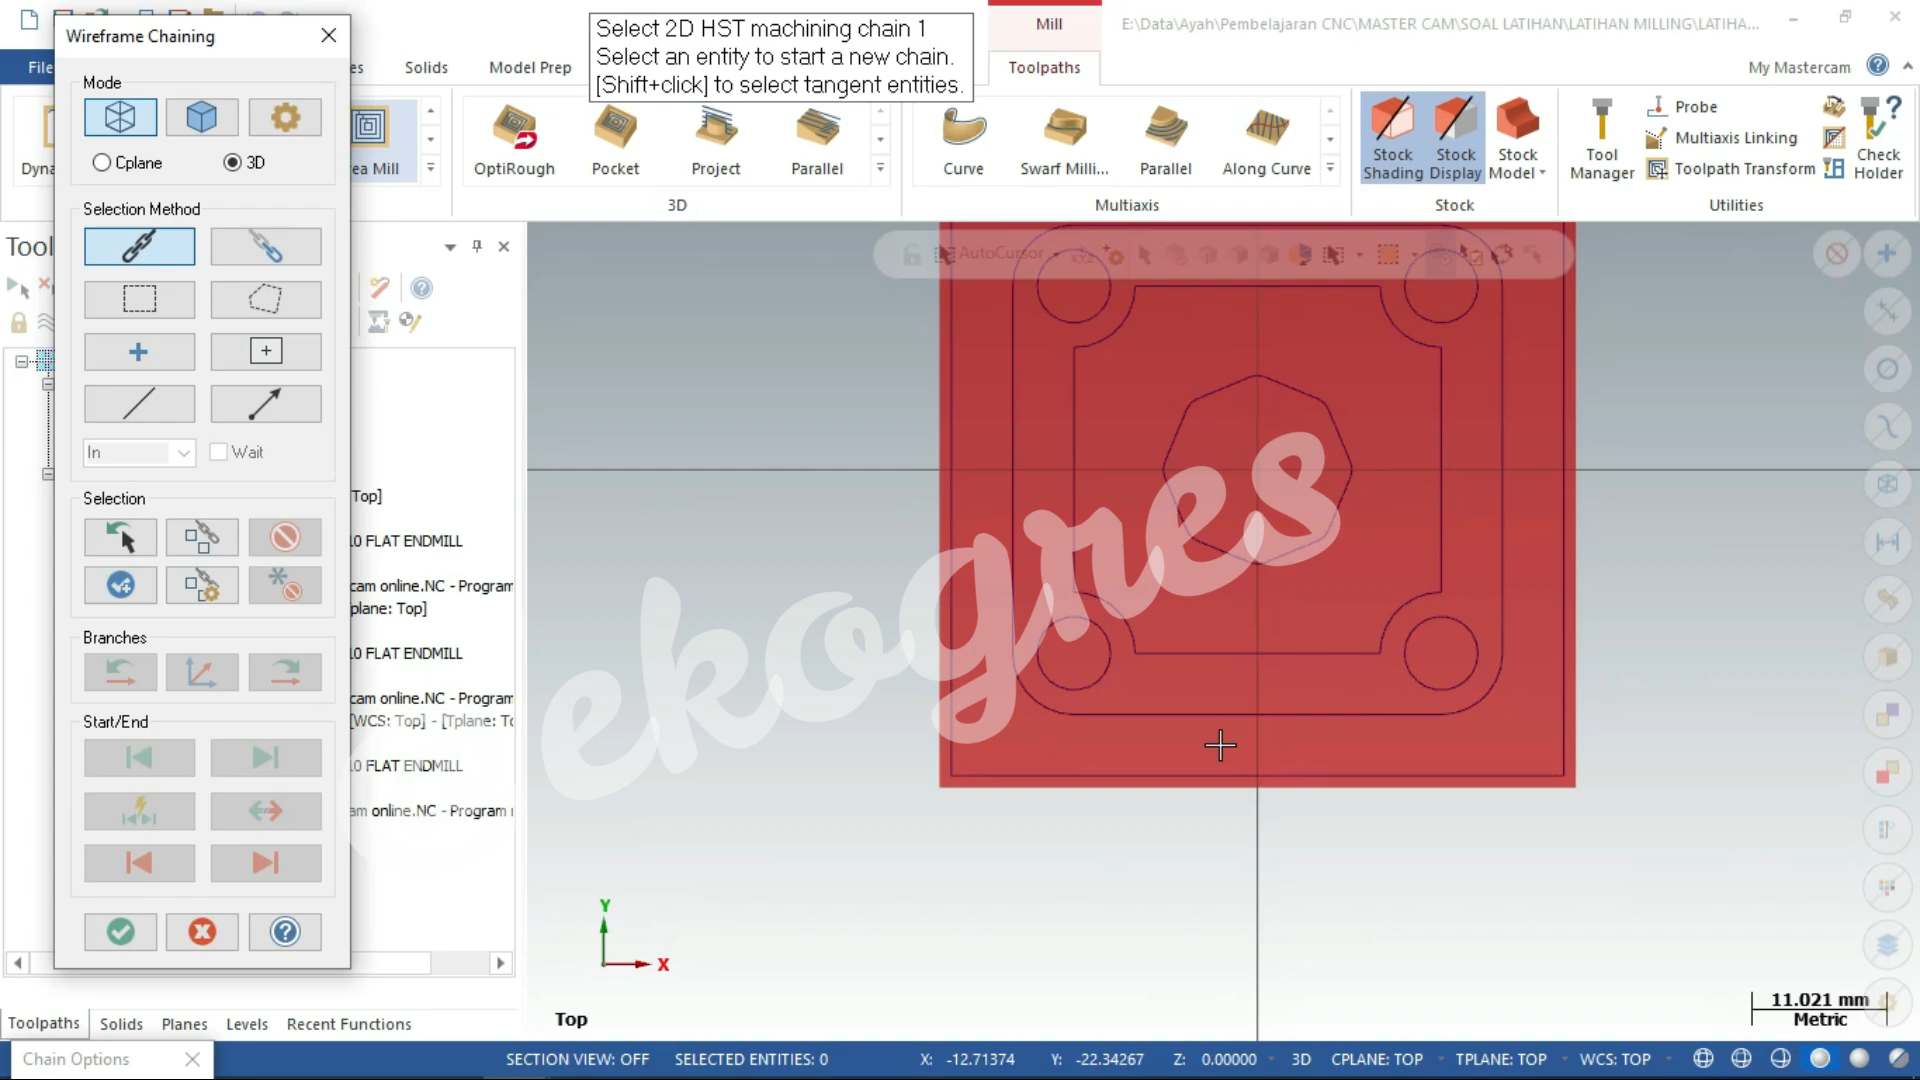 Wireframe Chaining
Select 2D HST machining chain 1
Select an entity to start a new chain.
[Shift+click] to select tangent entities.
Mill
E:\Data\Ayah\Pembelajaran CNC\MASTER CAM\SOAL LATIHAN\LATIHAN MILLING\LATIHA...
File
es
Solids
Model Prep
Toolpaths
My Mastercam
Mode
Cplane
3D
Dyna
ea Mill
OptiRough
Pocket
Project
Parallel
3D
Curve
Swarf Milli...
Parallel
Along Curve
Multiaxis
Stock Shading
Stock Display
Stock Model
Stock
Tool Manager
Probe
Multiaxis Linking
Toolpath Transform
Check Holder
Utilities
Selection Method
Tool
AutoCursor
In
Wait
Selection
Top]
10 FLAT ENDMILL
cam online.NC - Program
plane: Top]
Branches
10 FLAT ENDMILL
cam online.NC - Program
[WCS: Top] - [Tplane: To
Start/End
10 FLAT ENDMILL
am online.NC - Program
ekogres
Y
X
Top
11.021 mm
Metric
Toolpaths
Solids
Planes
Levels
Recent Functions
Chain Options
SECTION VIEW: OFF
SELECTED ENTITIES: 0
X: -12.71374
Y: -22.34267
Z: 0.00000
3D
CPLANE: TOP
TPLANE: TOP
WCS: TOP